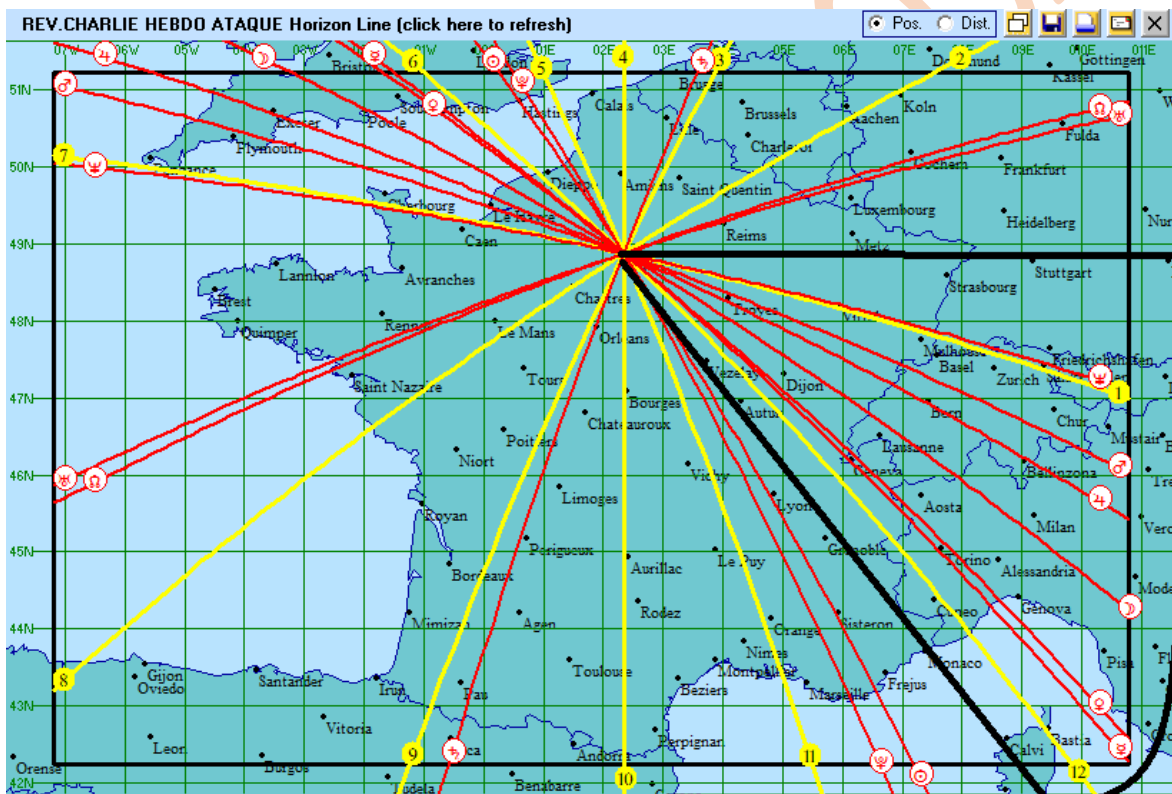 REV.CHARLIE HEBDO ATAQUE Horizon Line (click here to refresh) Pos. Dist.
07W 06W 05W 01W 01E 02E 03E 05E 07E 09E 01E
6 5 4 3 2
Dortmund Gottingen
Kassel
51N
Calais Brugge Koln
Hastings Brussels Aachen
Exeter Poole Fulda
Plymouth
7
50N
Dieppe Amiens Saint Quentin Frankfurt
Cherbourg Luxembourg
Le Havre Heidelberg
49N
Caen Reims Metz
Lannion Avranches Stuttgart
Chartres Strasbourg
Brest Troyes
48N
Quimper Le Mans Orleans
Basel Zurich
Saint Nazaire Tours Vezelay Dijon
47N
Bourges Autun Bern 1
Chateauroux Chur
Poitiers Lausanne Mustair
46N
Niort Vichy Geneva Bellinzona
Limoges Lyon Aosta
Royan Milan
45N
Perigueux Le Puy Grenoble Torino
Bordeaux Aurillac Alessandria
Rodez Cuneo Genova
44N
Mimizan Agen Orange Sisteron
Nimes Monaco Pisa
8
Gijon Toulouse Montpellier
Oviedo Santander Irun Pau Beziers Marseille Frejus
43N
Vitoria
Leon Perpignan Bastia
9 11
Orense Burgos Andorra Calvi
10 12
42N
Tudela Benabarre